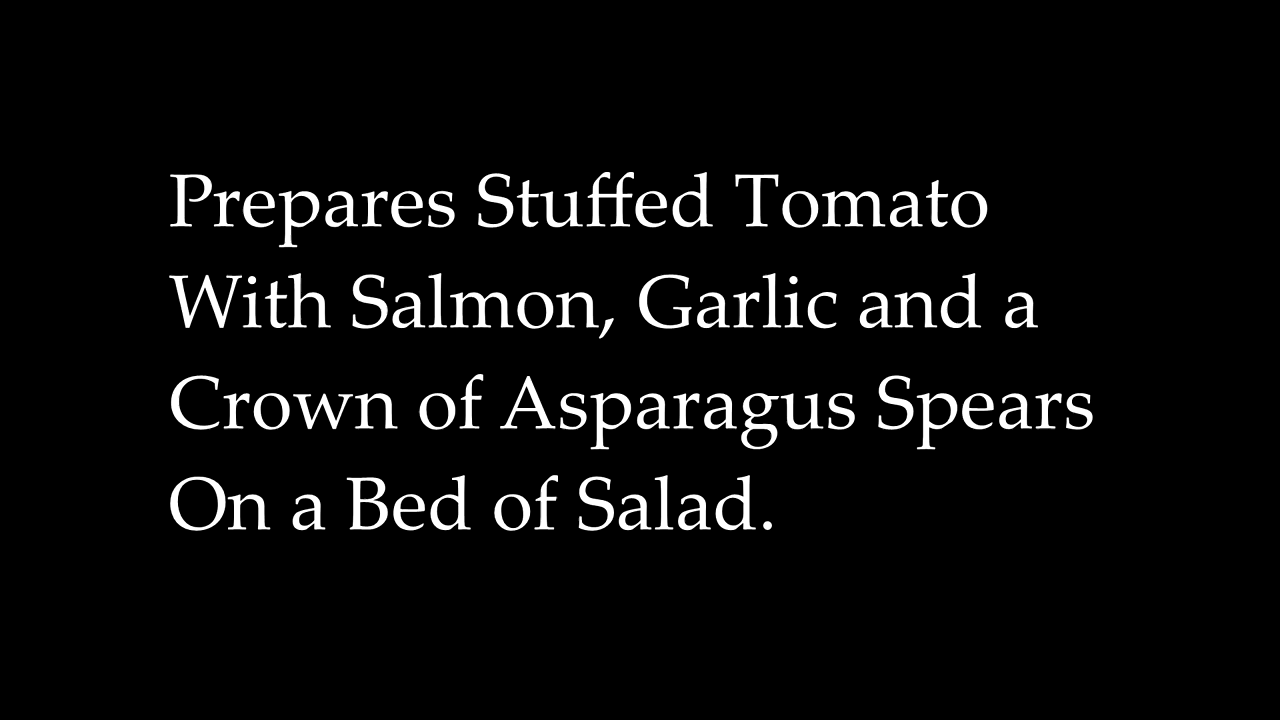 Prepares Stuffed Tomato
With Salmon, Garlic and a
Crown of Asparagus Spears
On a Bed of Salad.